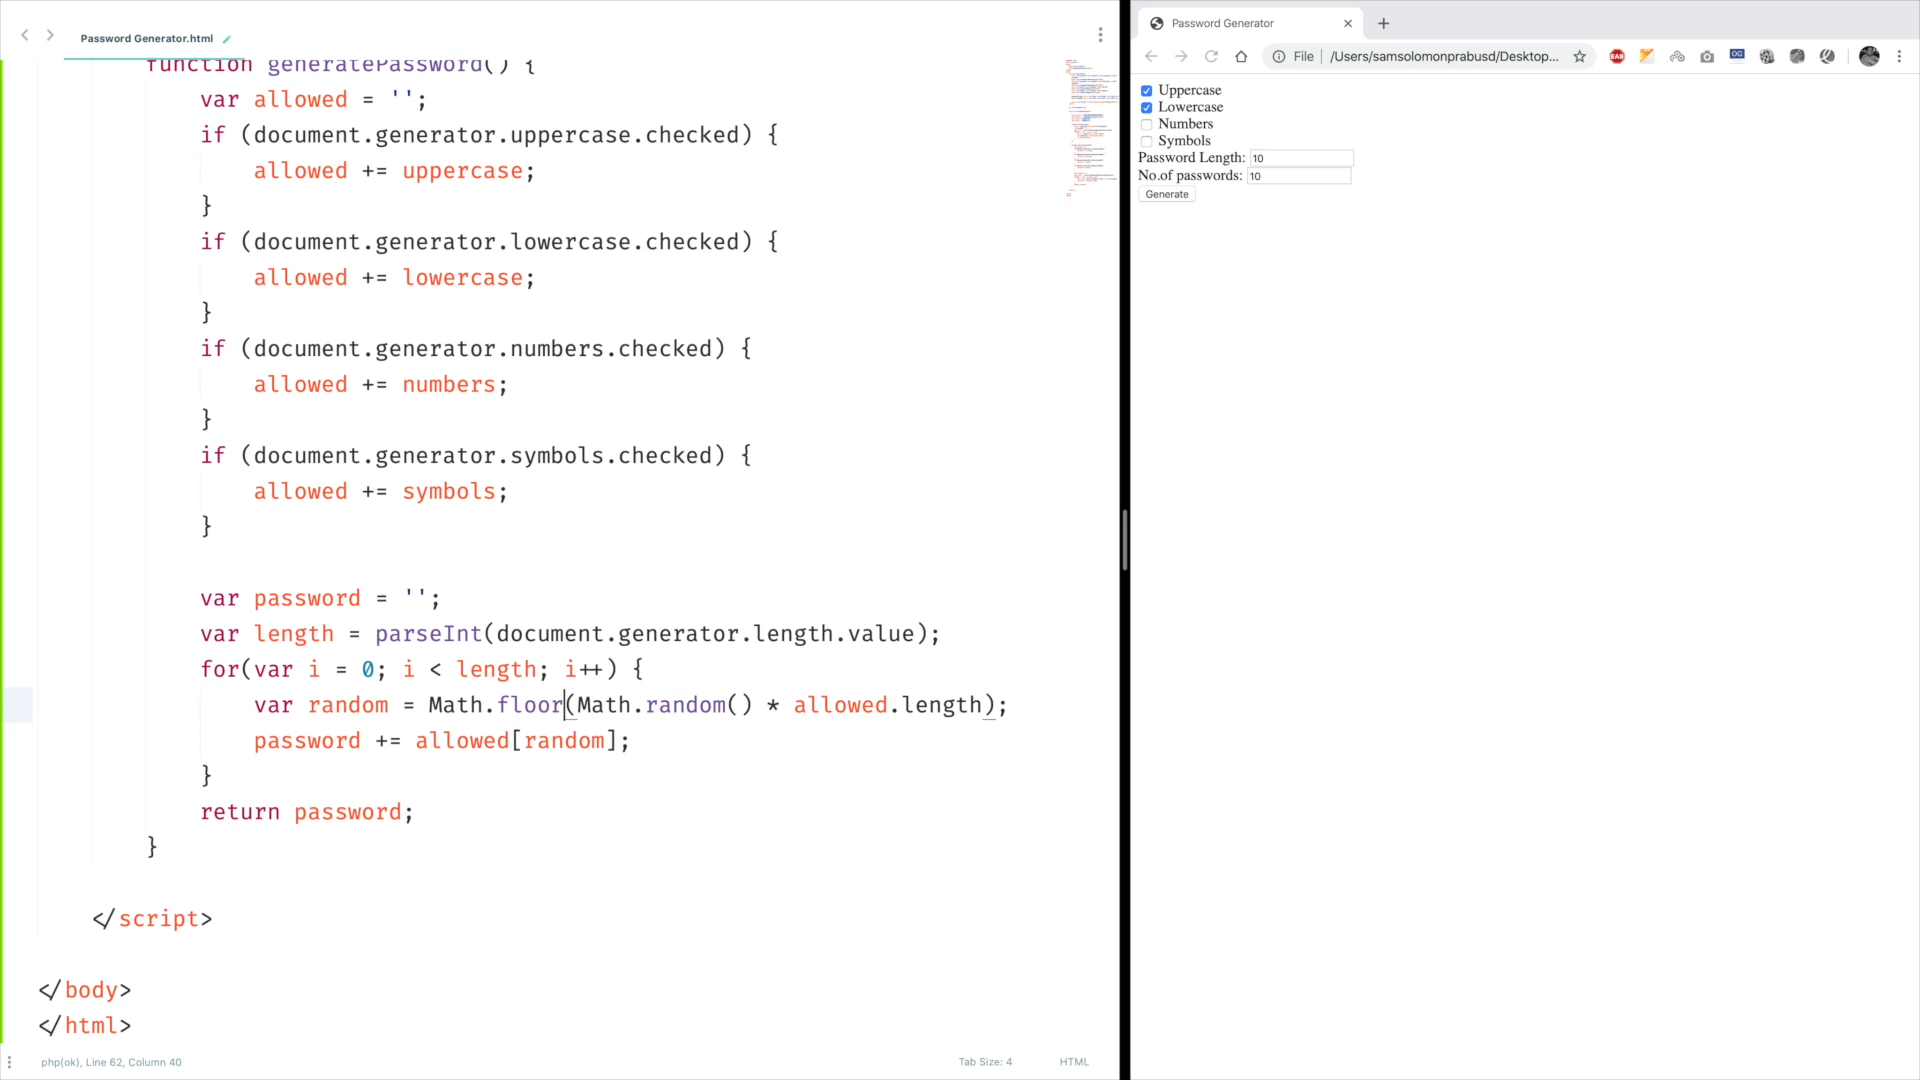 Password Generator.html
function generatePassword() {
var allowed = '';
if (document.generator.uppercase.checked) {
allowed += uppercase;
}
if (document.generator.lowercase.checked) {
allowed += lowercase;
}
if (document.generator.numbers.checked) {
allowed += numbers;
}
if (document.generator.symbols.checked) {
allowed += symbols;
}
var password = '';
var length = parseInt(document.generator.length.value);
for(var i = 0; i < length; i++) {
var random = Math.floor(Math.random() * allowed.length);
password += allowed[random];
}
return password;
}
</script>
</body>
</html>
php(ok), Line 62, Column 40
Tab Size: 4
HTML
Password Generator
File
/Users/samsolomonprabusd/Desktop...
EAB
OG
Uppercase
Lowercase
Numbers
Symbols
Password Length: 10
No.of passwords: 10
Generate